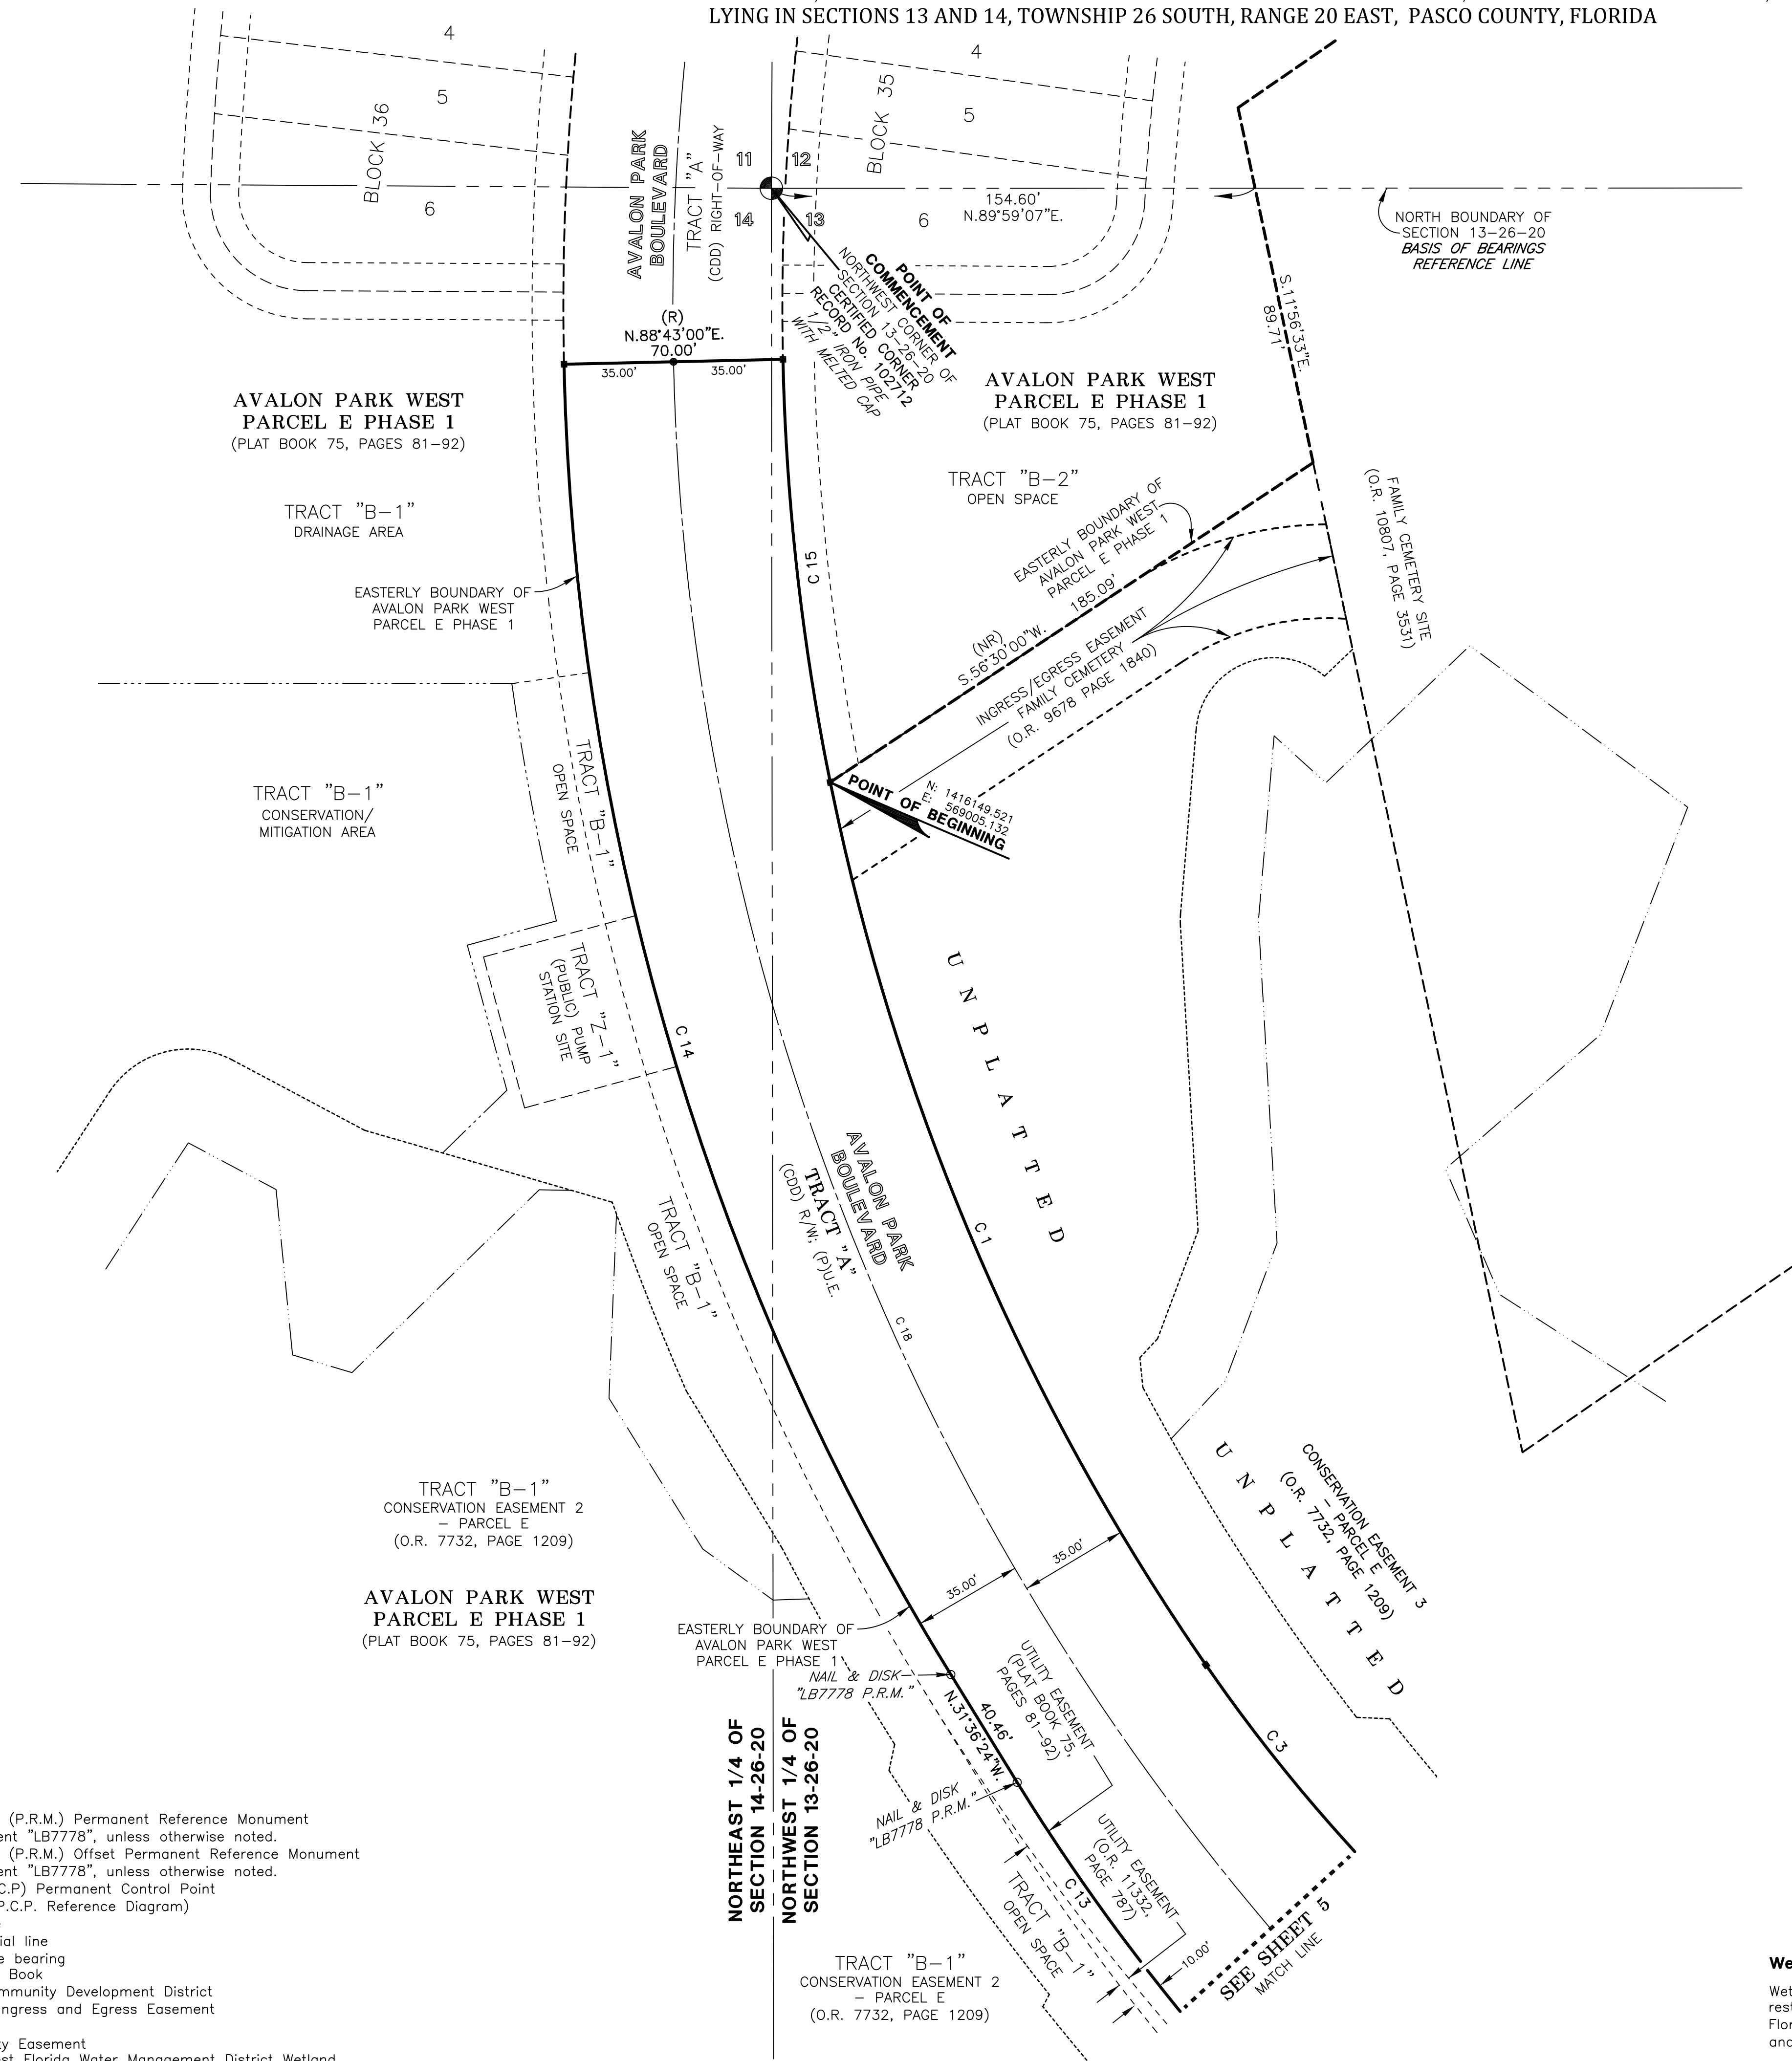 LYING IN SECTIONS 13 AND 14, TOWNSHIP 26 SOUTH, RANGE 20 EAST, PASCO COUNTY, FLORIDA
4
5
6
BLOCK 36
AVALON PARK
BOULEVARD
TRACT "A"
(CDD) RIGHT-OF-WAY
11
12
14
13
BLOCK 35
4
5
6
154.60'
N.89°59'07"E.
NORTH BOUNDARY OF
SECTION 13-26-20
BASIS OF BEARINGS
REFERENCE LINE
POINT OF
COMMENCEMENT
NORTHWEST CORNER OF
SECTION 13-26-20
CERTIFIED CORNER
RECORD No. 102712
1/2" IRON PIPE
WITH MELTED CAP
S.11°56'33"E.
89.71'
(R)
N.88°43'00"E.
70.00'
35.00'
35.00'
AVALON PARK WEST
PARCEL E PHASE 1
(PLAT BOOK 75, PAGES 81-92)
AVALON PARK WEST
PARCEL E PHASE 1
(PLAT BOOK 75, PAGES 81-92)
TRACT "B-1"
DRAINAGE AREA
TRACT "B-2"
OPEN SPACE
EASTERLY BOUNDARY OF
AVALON PARK WEST
PARCEL E PHASE 1
C 15
EASTERLY BOUNDARY OF
AVALON PARK WEST
PARCEL E PHASE 1
185.09'
(NR)
S.56°30'00"W.
INGRESS/EGRESS EASEMENT
FAMILY CEMETERY
(O.R. 9678 PAGE 1840)
FAMILY CEMETERY SITE
(O.R. 10807, PAGE 3531)
TRACT "B-1"
CONSERVATION/
MITIGATION AREA
TRACT "B-1"
OPEN SPACE
N: 1416149.521
E: 569005.132
POINT OF BEGINNING
TRACT "Z-1"
(PUBLIC) PUMP
STATION SITE
C 14
UNPLATTED
AVALON PARK
BOULEVARD
TRACT "A"
(CDD) R/W; (P)U.E.
C 1
TRACT "B-1"
OPEN SPACE
C 18
TRACT "B-1"
CONSERVATION EASEMENT 2
- PARCEL E
(O.R. 7732, PAGE 1209)
AVALON PARK WEST
PARCEL E PHASE 1
(PLAT BOOK 75, PAGES 81-92)
35.00'
35.00'
UNPLATTED
CONSERVATION EASEMENT 3
- PARCEL E
(O.R. 7732, PAGE 1209)
EASTERLY BOUNDARY OF
AVALON PARK WEST
PARCEL E PHASE 1
NAIL & DISK
"LB7778 P.R.M."
40.46'
N.31°36'24"W.
UTILITY EASEMENT
(PLAT BOOK 75,
PAGES 81-92)
C 3
NORTHEAST 1/4 OF
SECTION 14-26-20
NORTHWEST 1/4 OF
SECTION 13-26-20
NAIL & DISK
"LB7778 P.R.M."
UTILITY EASEMENT
(O.R. 11332,
PAGE 787)
C 13
TRACT "B-1"
OPEN SPACE
10.00'
SEE SHEET 5
MATCH LINE
TRACT "B-1"
CONSERVATION EASEMENT 2
- PARCEL E
(O.R. 7732, PAGE 1209)
(P.R.M.) Permanent Reference Monument
"LB7778", unless otherwise noted.
(P.R.M.) Offset Permanent Reference Monument
"LB7778", unless otherwise noted.
Permanent Control Point
P.C.P. Reference Diagram)
line
bearing
Book
Community Development District
Ingress and Egress Easement
Easement
Florida Water Management District Wetland